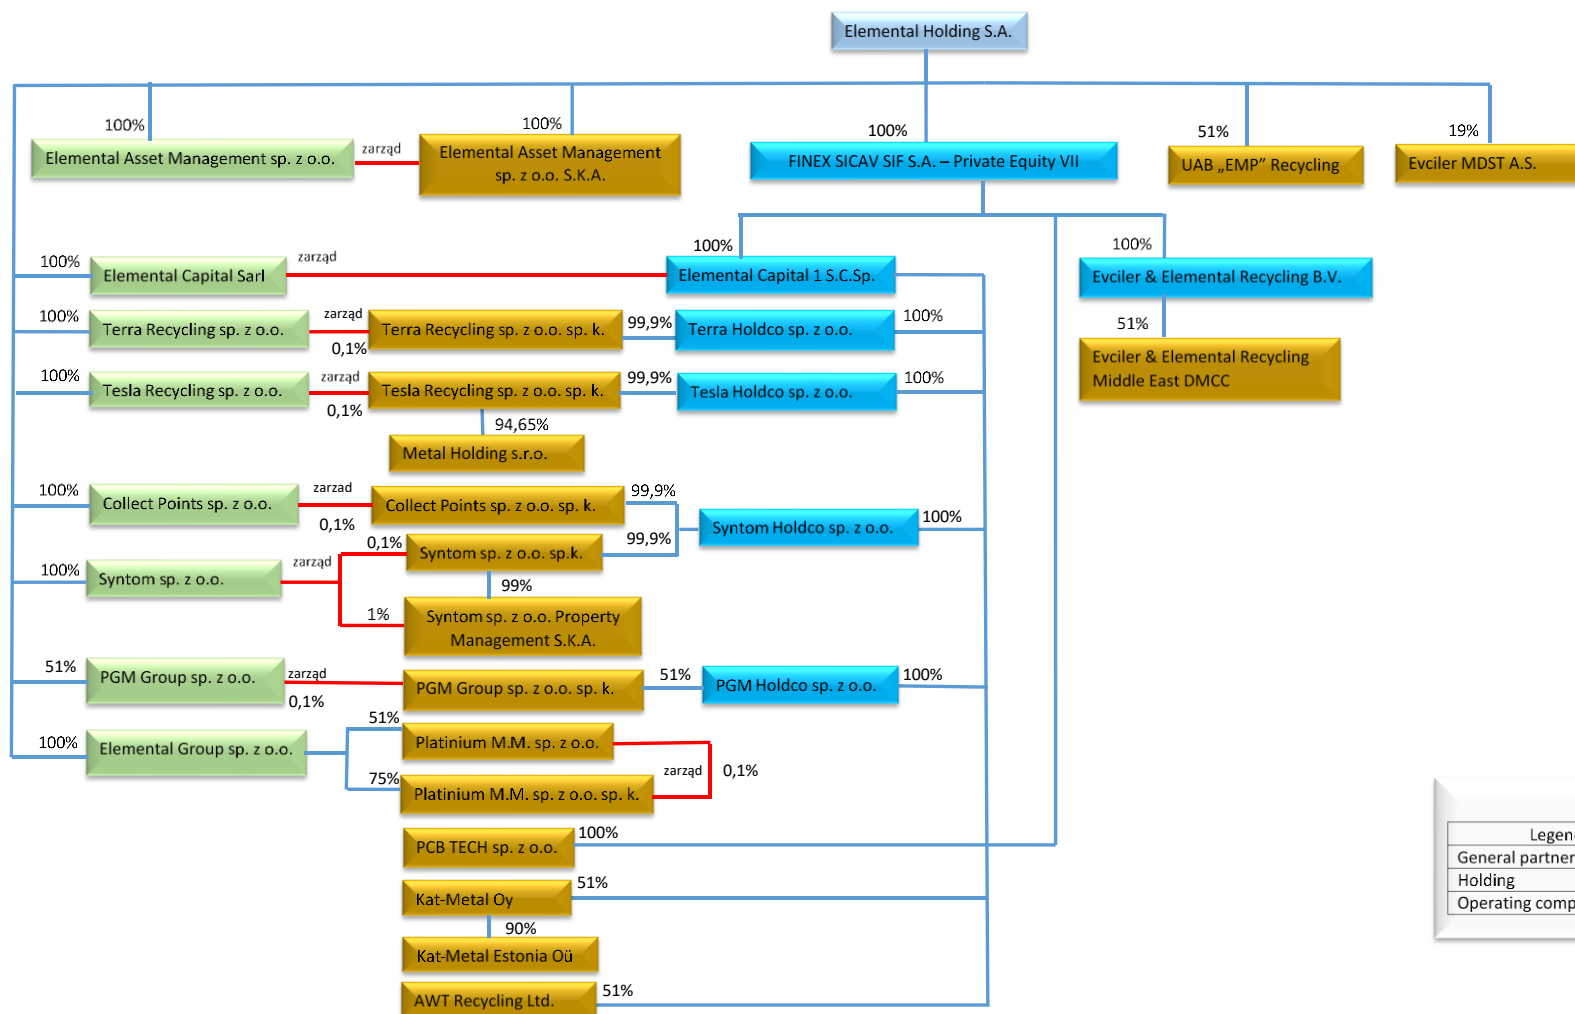 Elemental Holding S.A.
100%
100%
100%
51%
19%
Elemental Asset Management sp. z o.o.
zarząd
Elemental Asset Management
sp. z o.o. S.K.A.
FINEX SICAV SIF S.A. – Private Equity VII
UAB „EMP” Recycling
Evciler MDST A.S.
100%
Elemental Capital Sarl
zarząd
100%
Elemental Capital 1 S.C.Sp.
100%
Evciler & Elemental Recycling B.V.
51%
Evciler & Elemental Recycling
Middle East DMCC
100%
Terra Recycling sp. z o.o.
zarząd
0,1%
Terra Recycling sp. z o.o. sp. k.
99,9%
Terra Holdco sp. z o.o.
100%
100%
Tesla Recycling sp. z o.o.
zarząd
0,1%
Tesla Recycling sp. z o.o. sp. k.
99,9%
Tesla Holdco sp. z o.o.
100%
94,65%
Metal Holding s.r.o.
100%
Collect Points sp. z o.o.
zarzad
0,1%
Collect Points sp. z o.o. sp. k.
99,9%
Syntom Holdco sp. z o.o.
100%
100%
Syntom sp. z o.o.
zarząd
0,1%
Syntom sp. z o.o. sp.k.
99,9%
99%
1%
Syntom sp. z o.o. Property
Management S.K.A.
51%
PGM Group sp. z o.o.
zarząd
0,1%
PGM Group sp. z o.o. sp. k.
51%
PGM Holdco sp. z o.o.
100%
100%
Elemental Group sp. z o.o.
51%
Platinium M.M. sp. z o.o.
75%
Platinium M.M. sp. z o.o. sp. k.
zarząd
0,1%
PCB TECH sp. z o.o.
100%
Kat-Metal Oy
51%
90%
Kat-Metal Estonia Oü
AWT Recycling Ltd.
51%
Legen
General partner
Holding
Operating comp